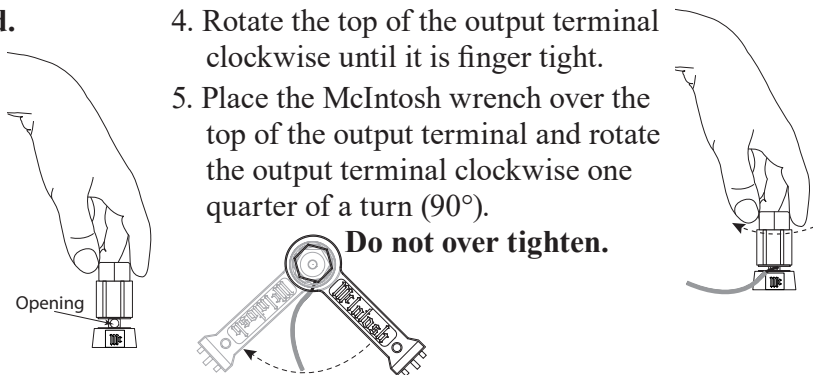 d.
4. Rotate the top of the output terminal
clockwise until it is finger tight.
5. Place the McIntosh wrench over the
top of the output terminal and rotate
the output terminal clockwise one
quarter of a turn (90°).
Do not over tighten.
Opening
McIntosh
McIntosh
Mc
Mc